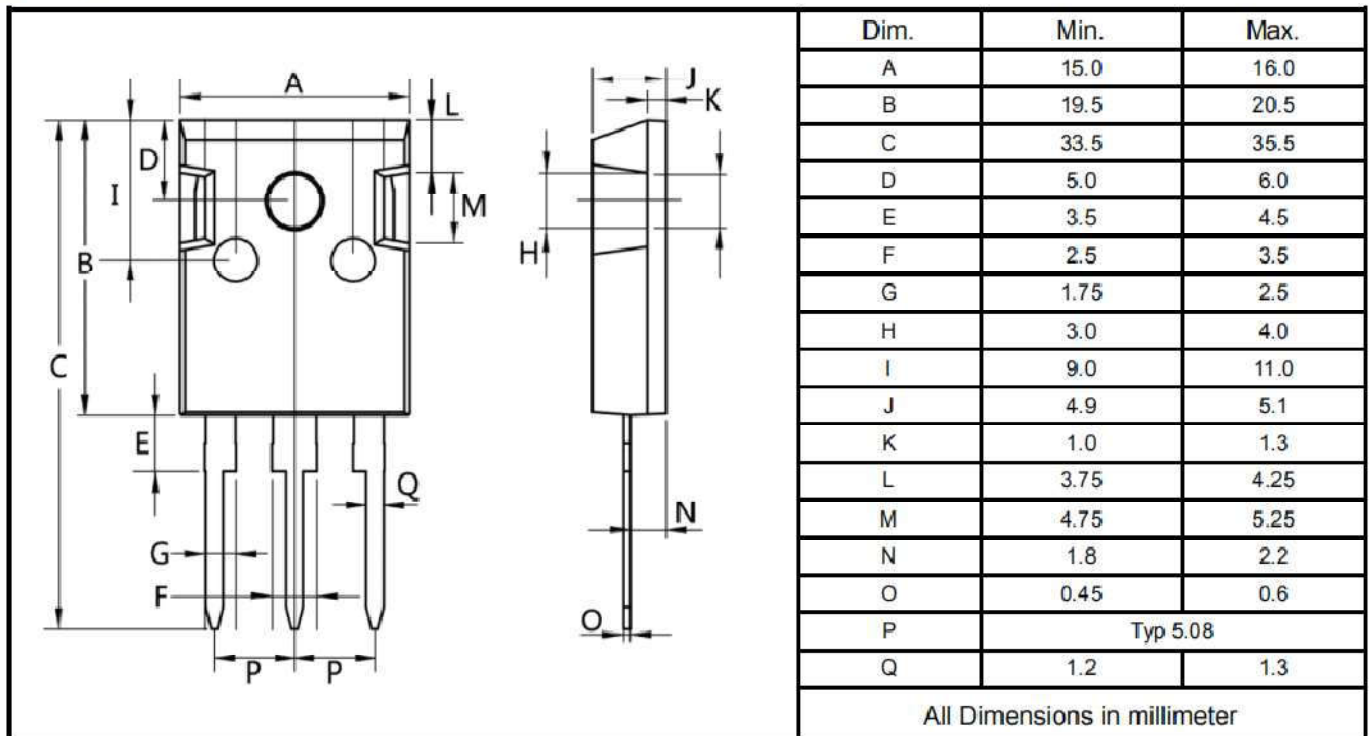 A
L
J
K
D
I
M
H
B
C
E
Q
N
G
F
O
P P
Dim. Min. Max.
A 15.0 16.0
B 19.5 20.5
C 33.5 35.5
D 5.0 6.0
E 3.5 4.5
F 2.5 3.5
G 1.75 2.5
H 3.0 4.0
I 9.0 11.0
J 4.9 5.1
K 1.0 1.3
L 3.75 4.25
M 4.75 5.25
N 1.8 2.2
O 0.45 0.6
P Typ 5.08
Q 1.2 1.3
All Dimensions in millimeter